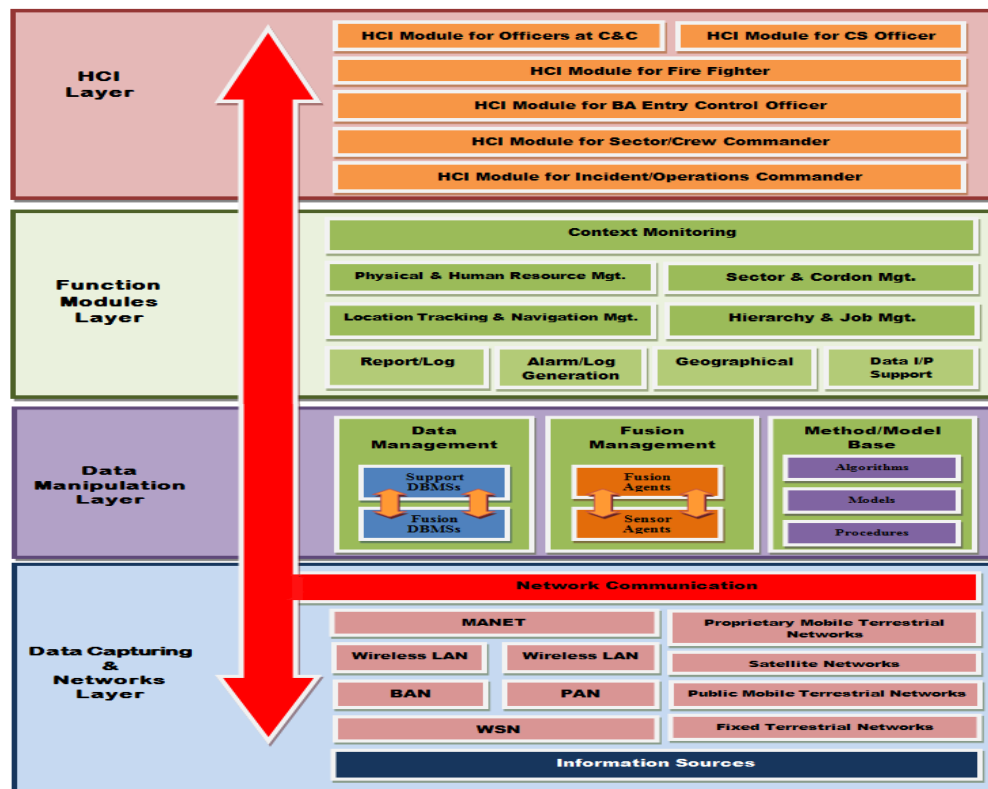 HCI
Layer
HCI Module for Officers at C&C
HCI Module for CS Officer
HCI Module for Fire Fighter
HCI Module for BA Entry Control Officer
HCI Module for Sector/Crew Commander
HCI Module for Incident/Operations Commander
Function
Modules
Layer
Context Monitoring
Physical & Human Resource Mgt.
Sector & Cordon Mgt.
Location Tracking & Navigation Mgt.
Hierarchy & Job Mgt.
Report/Log
Alarm/Log
Generation
Geographical
Data I/P
Support
Data
Manipulation
Layer
Data
Management
Support
DBMSs
Fusion
DBMSs
Fusion
Management
Fusion
Agents
Sensor
Agents
Method/Model
Base
Algorithms
Models
Procedures
Data Capturing
&
Networks
Layer
Network Communication
MANET
Wireless LAN
Wireless LAN
BAN
PAN
WSN
Proprietary Mobile Terrestrial
Networks
Satellite Networks
Public Mobile Terrestrial Networks
Fixed Terrestrial Networks
Information Sources